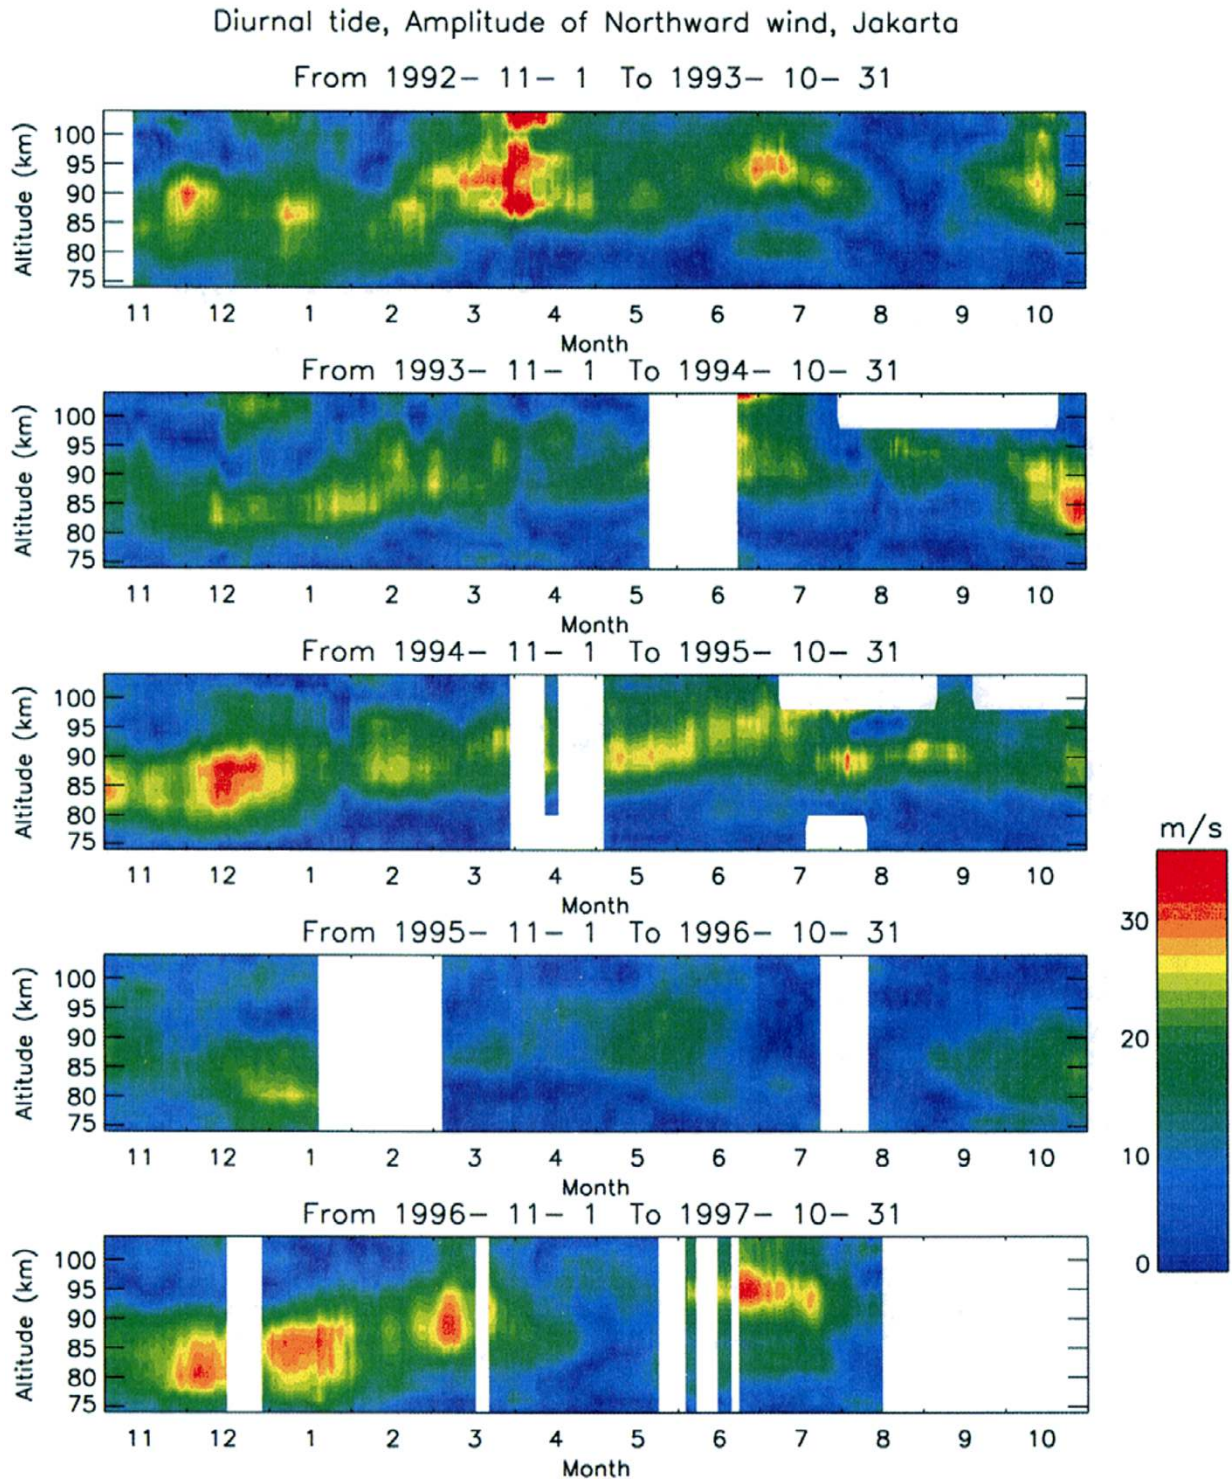 Diurnal tide, Amplitude of Northward wind, Jakarta
From 1992- 11- 1 To 1993- 10- 31
Altitude (km)
100
95
90
85
80
75
11 12 1 2 3 4 5 6 7 8 9 10
Month
From 1993- 11- 1 To 1994- 10- 31
Altitude (km)
100
95
90
85
80
75
11 12 1 2 3 4 5 6 7 8 9 10
Month
From 1994- 11- 1 To 1995- 10- 31
Altitude (km)
100
95
90
85
80
75
11 12 1 2 3 4 5 6 7 8 9 10
Month
From 1995- 11- 1 To 1996- 10- 31
Altitude (km)
100
95
90
85
80
75
11 12 1 2 3 4 5 6 7 8 9 10
Month
From 1996- 11- 1 To 1997- 10- 31
Altitude (km)
100
95
90
85
80
75
11 12 1 2 3 4 5 6 7 8 9 10
Month
m/s
30
20
10
0